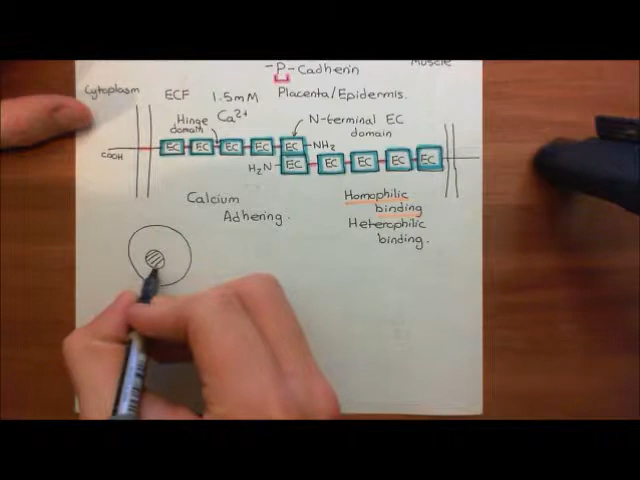 -P-Cadherin
Muscle
Cytoplasm
ECF
1.5mM
Ca2+
Placenta/Epidermis.
Hinge
domain
N-terminal EC
domain
COOH
EC EC EC EC EC -NH2
H2N- EC EC EC EC EC
Calcium
Adhering.
Homophilic
binding
Heterophilic
binding.